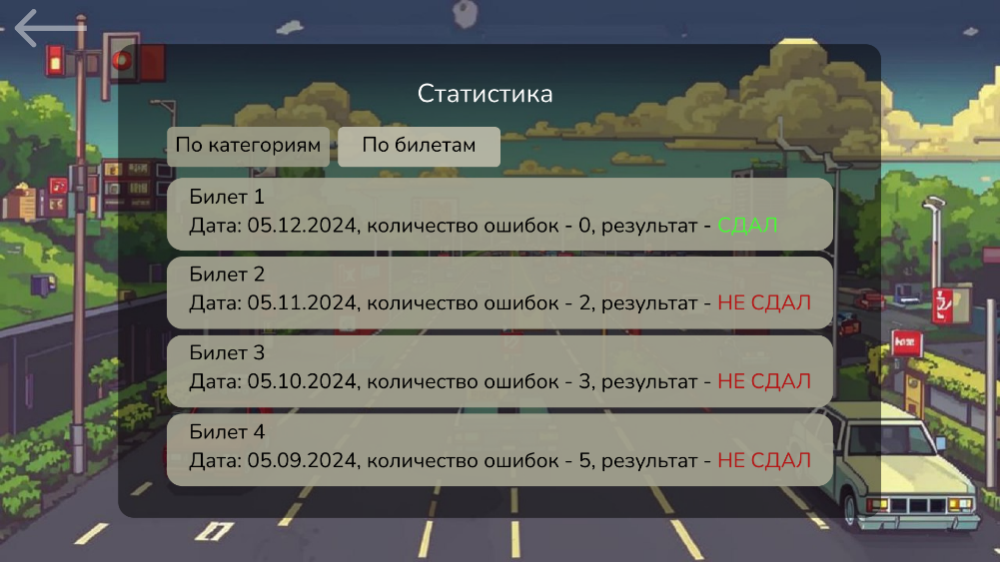 Статистика
По категориям
По билетам
Билет 1
Дата: 05.12.2024, количество ошибок - 0, результат - СДАЛ
Билет 2
Дата: 05.11.2024, количество ошибок - 2, результат - НЕ СДАЛ
Билет 3
Дата: 05.10.2024, количество ошибок - 3, результат - НЕ СДАЛ
Билет 4
Дата: 05.09.2024, количество ошибок - 5, результат - НЕ СДАЛ